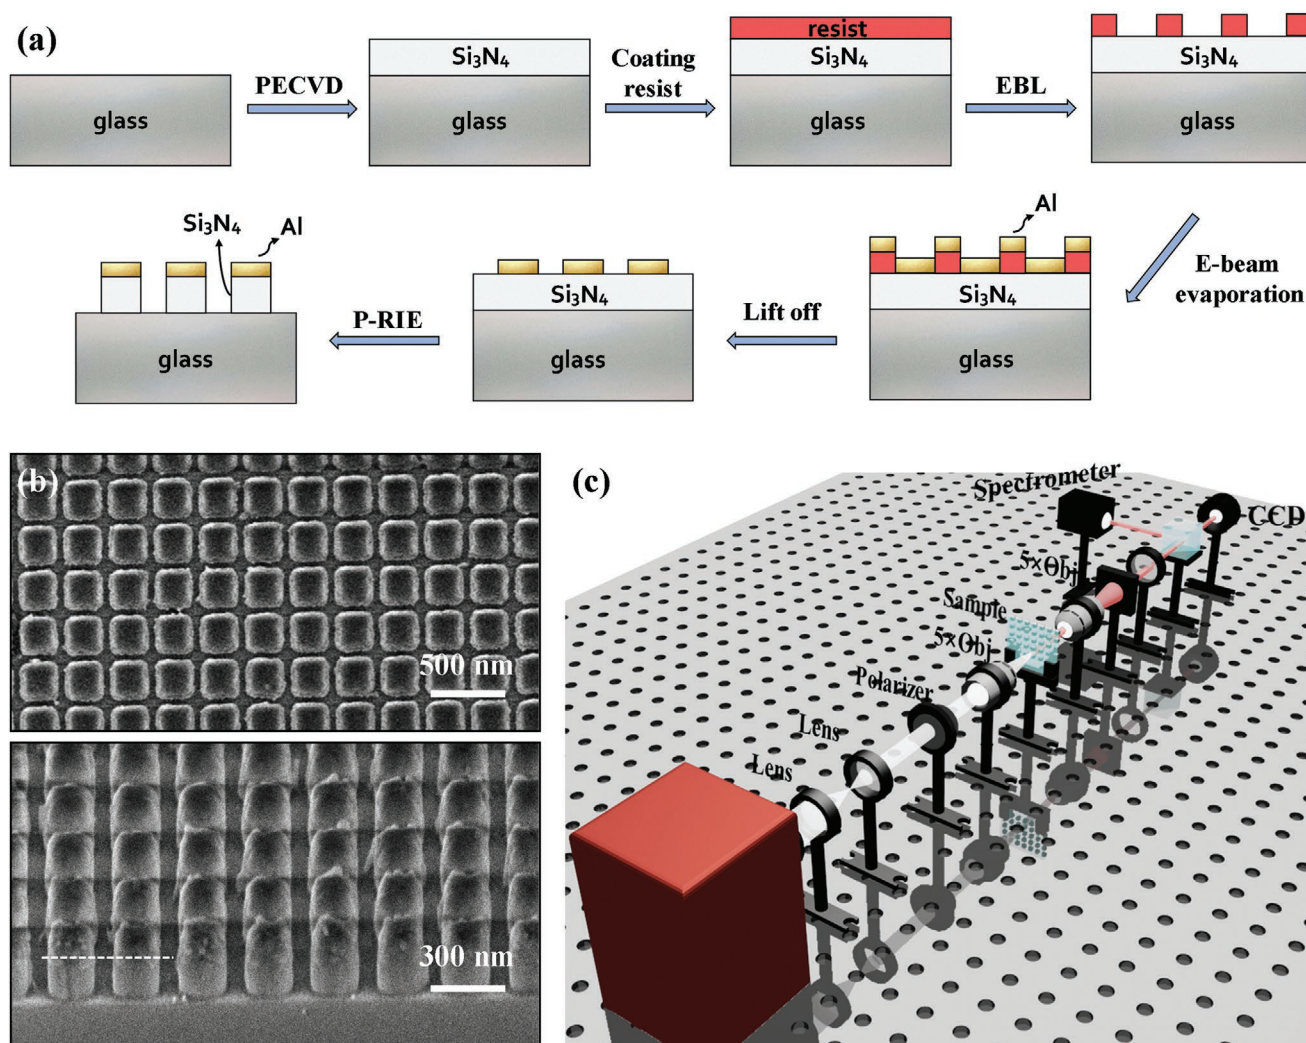 (a)
glass
PECVD
Si₃N₄
glass
Coating
resist
resist
Si₃N₄
glass
EBL
Si₃N₄
glass
E-beam
evaporation
Al
Si₃N₄
glass
Lift off
Si₃N₄
glass
P-RIE
Si₃N₄
Al
glass
(b)
500 nm
300 nm
(c)
Spectrometer
CCD
5×Obj
Sample
5×Obj
Polarizer
Lens
Lens